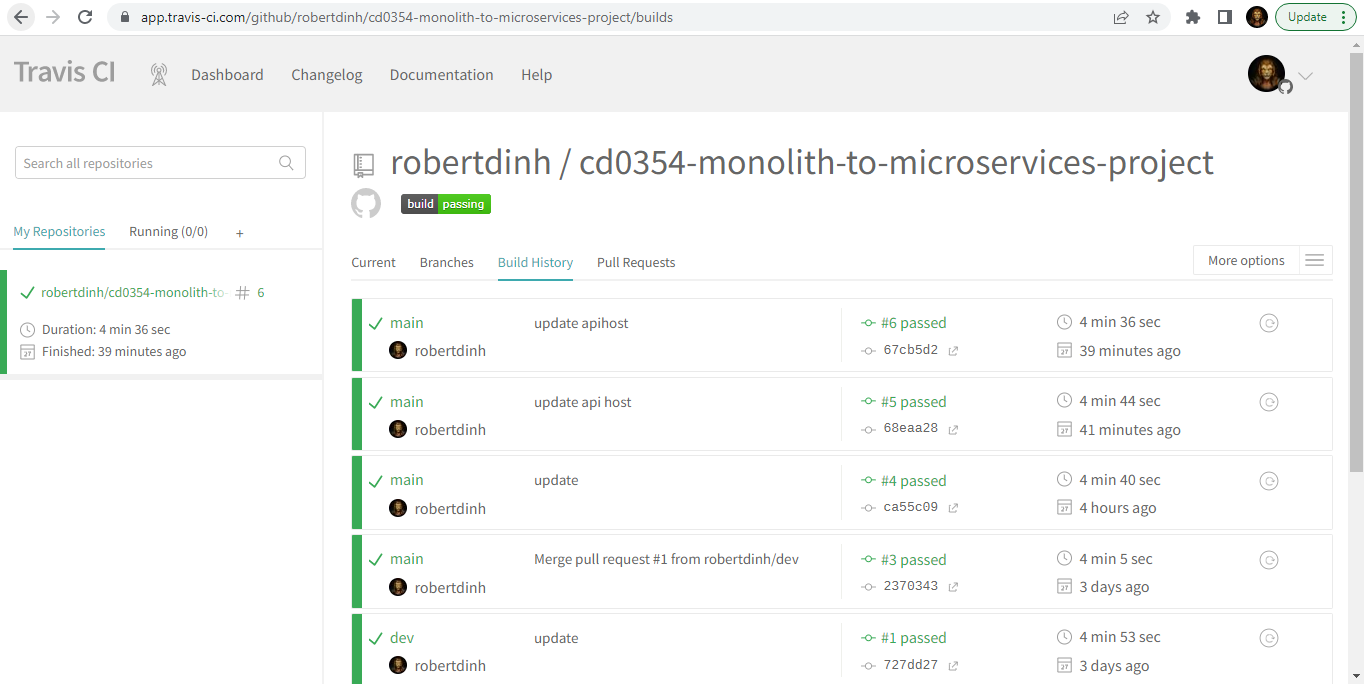 app.travis-ci.com/github/robertdinh/cd0354-monolith-to-microservices-project/builds
Update
Travis CI
Dashboard
Changelog
Documentation
Help
Search all repositories
My Repositories
Running (0/0)
+
robertdinh/cd0354-monolith-to-
# 6
Duration: 4 min 36 sec
27 Finished: 39 minutes ago
robertdinh / cd0354-monolith-to-microservices-project
build passing
Current
Branches
Build History
Pull Requests
More options
main
update apihost
#6 passed
4 min 36 sec
robertdinh
67cb5d2
27 39 minutes ago
main
update api host
#5 passed
4 min 44 sec
robertdinh
68eaa28
27 41 minutes ago
main
update
#4 passed
4 min 40 sec
robertdinh
ca55c09
27 4 hours ago
main
Merge pull request #1 from robertdinh/dev
#3 passed
4 min 5 sec
robertdinh
2370343
27 3 days ago
dev
update
#1 passed
4 min 53 sec
robertdinh
727dd27
27 3 days ago